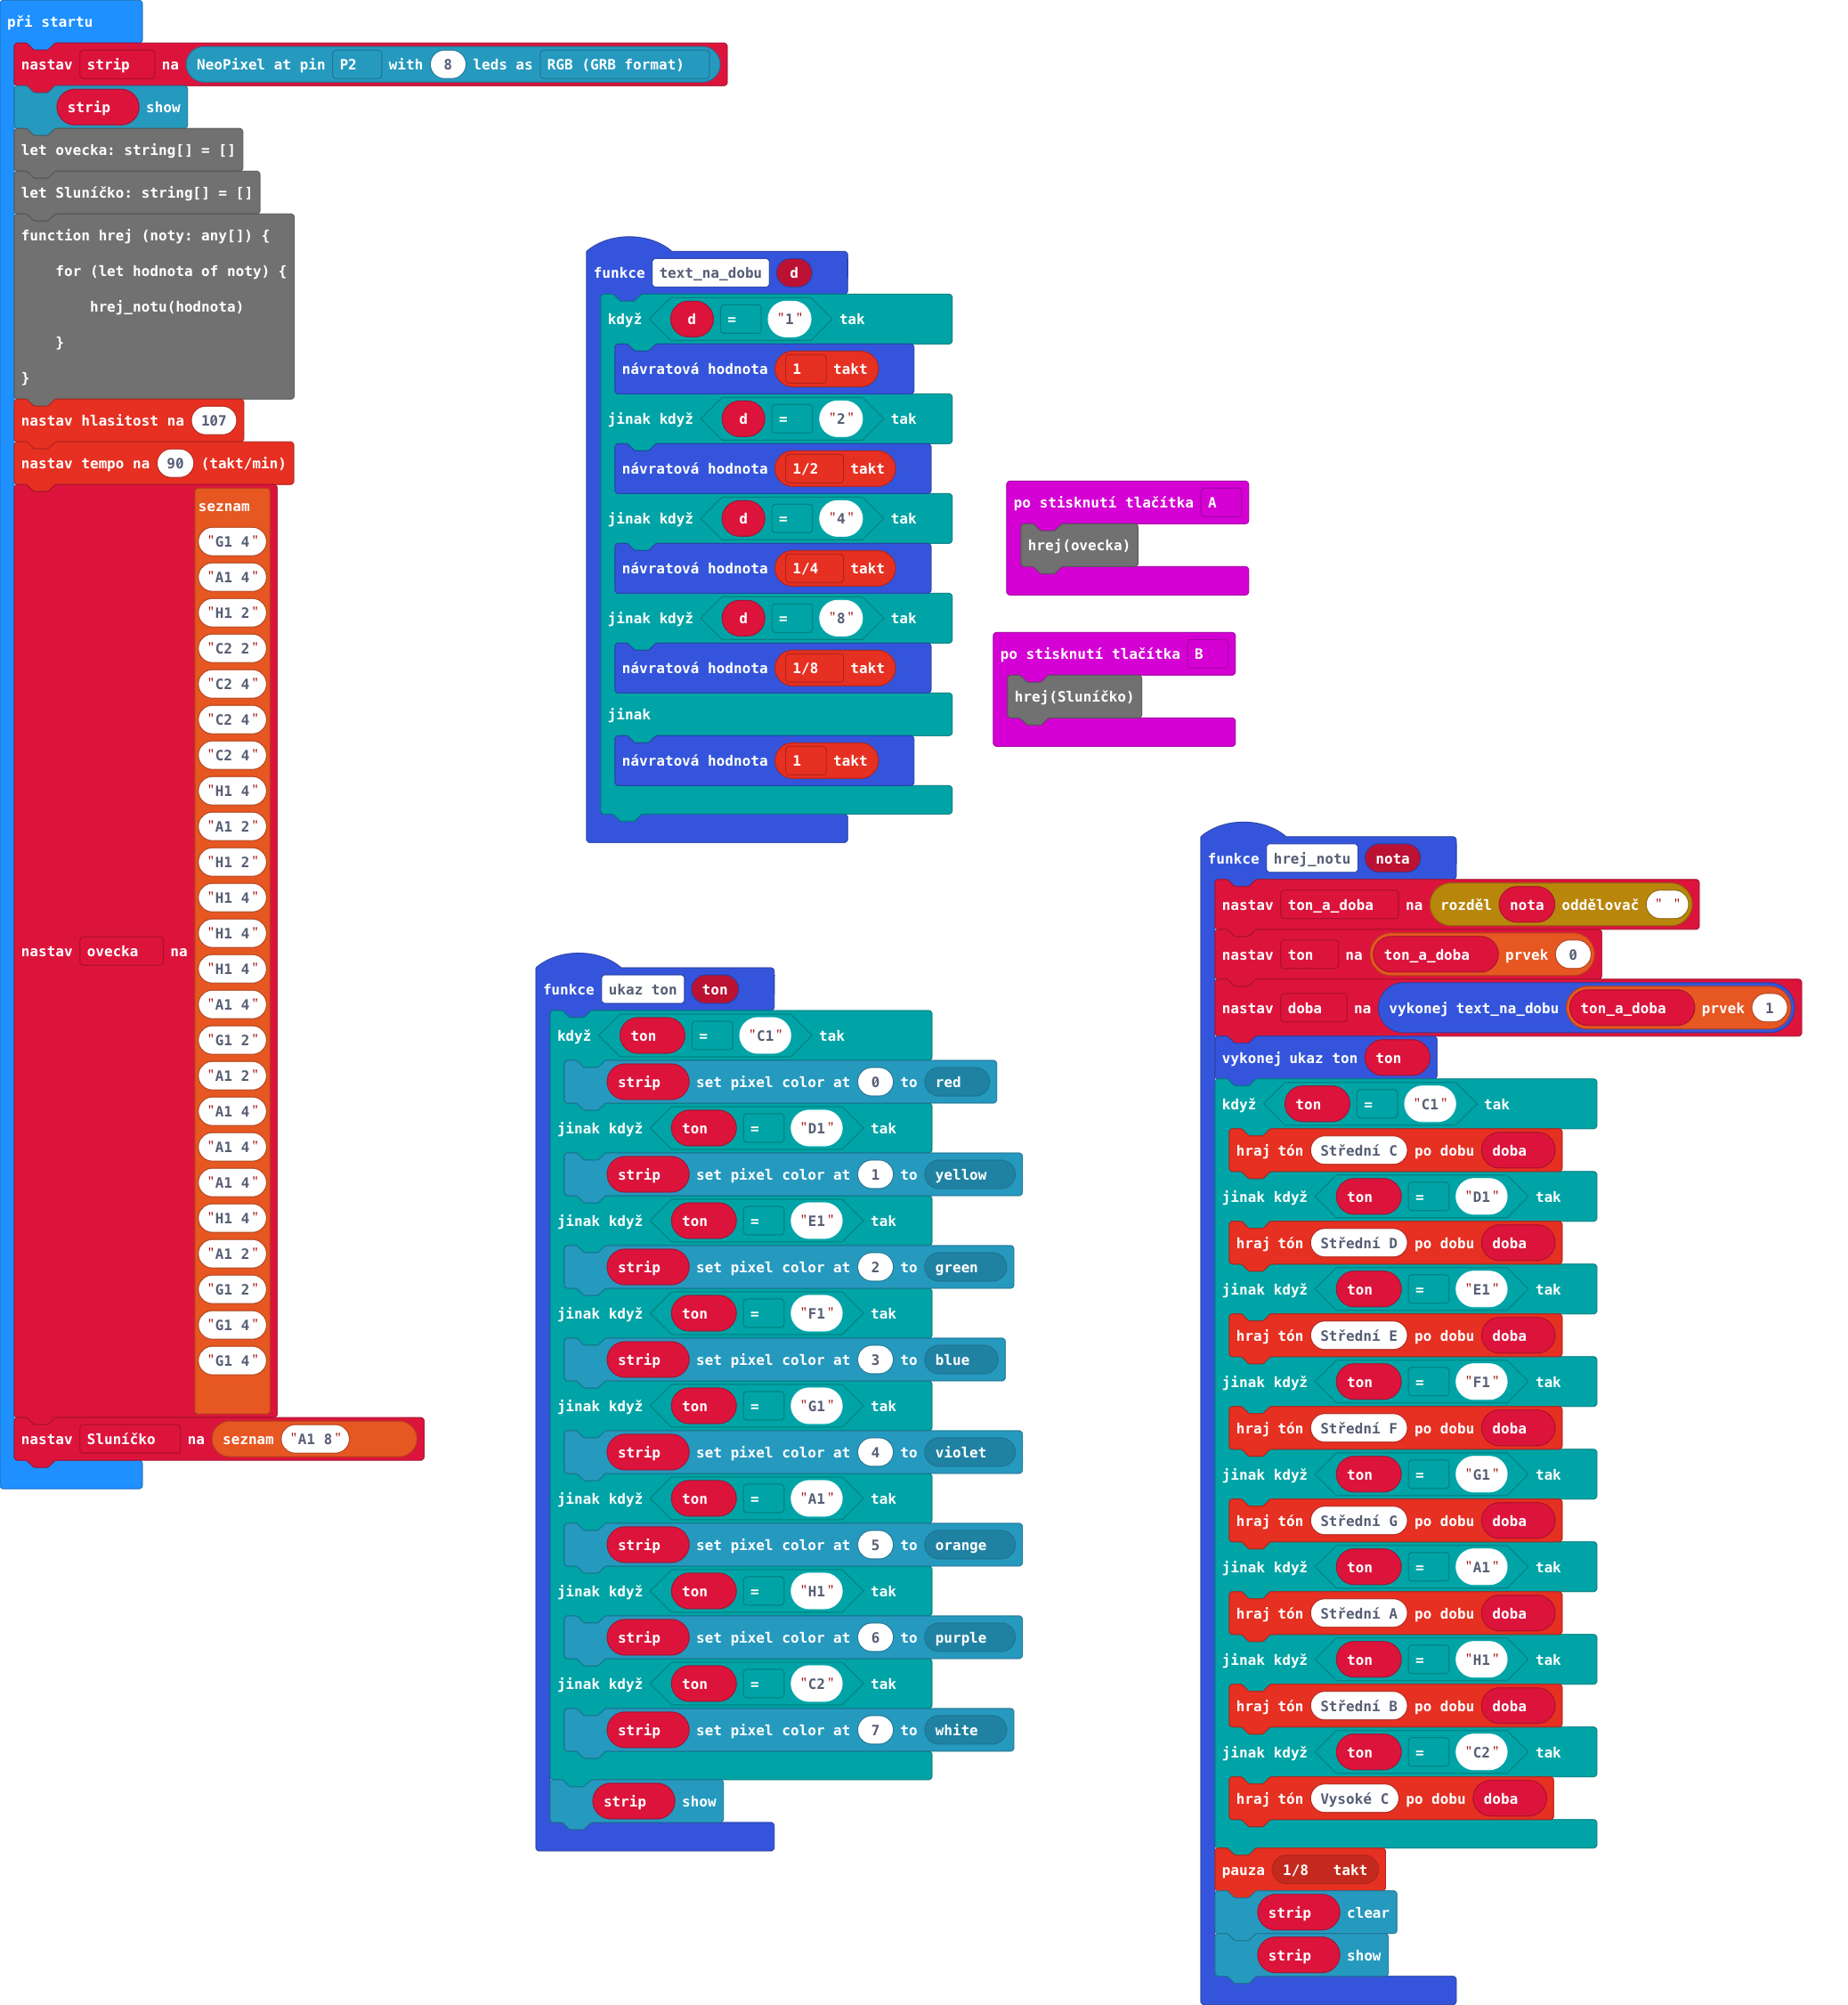 při startu
nastav strip na NeoPixel at pin P2 with 8 leds as RGB (GRB format)
strip show
let ovecka: string[] = []
let Sluníčko: string[] = []
function hrej (noty: any[]) {
for (let hodnota of noty) {
hrej_notu(hodnota)
}
}
nastav hlasitost na 107
nastav tempo na 90 (takt/min)
nastav ovecka na
seznam
"G1 4"
"A1 4"
"H1 2"
"C2 2"
"C2 4"
"C2 4"
"C2 4"
"H1 4"
"A1 2"
"H1 2"
"H1 4"
"H1 4"
"H1 4"
"A1 4"
"G1 2"
"A1 2"
"A1 4"
"A1 4"
"A1 4"
"H1 4"
"A1 2"
"G1 2"
"G1 4"
"G1 4"
nastav Sluníčko na seznam "A1 8"
funkce text_na_dobu d
když d = "1" tak
návratová hodnota 1 takt
jinak když d = "2" tak
návratová hodnota 1/2 takt
jinak když d = "4" tak
návratová hodnota 1/4 takt
jinak když d = "8" tak
návratová hodnota 1/8 takt
jinak
návratová hodnota 1 takt
po stisknutí tlačítka A
hrej(ovecka)
po stisknutí tlačítka B
hrej(Sluníčko)
funkce ukaz ton ton
když ton = "C1" tak
strip set pixel color at 0 to red
jinak když ton = "D1" tak
strip set pixel color at 1 to yellow
jinak když ton = "E1" tak
strip set pixel color at 2 to green
jinak když ton = "F1" tak
strip set pixel color at 3 to blue
jinak když ton = "G1" tak
strip set pixel color at 4 to violet
jinak když ton = "A1" tak
strip set pixel color at 5 to orange
jinak když ton = "H1" tak
strip set pixel color at 6 to purple
jinak když ton = "C2" tak
strip set pixel color at 7 to white
strip show
funkce hrej_notu nota
nastav ton_a_doba na rozděl nota oddělovač " "
nastav ton na ton_a_doba prvek 0
nastav doba na vykonej text_na_dobu ton_a_doba prvek 1
vykonej ukaz ton ton
když ton = "C1" tak
hraj tón Střední C po dobu doba
jinak když ton = "D1" tak
hraj tón Střední D po dobu doba
jinak když ton = "E1" tak
hraj tón Střední E po dobu doba
jinak když ton = "F1" tak
hraj tón Střední F po dobu doba
jinak když ton = "G1" tak
hraj tón Střední G po dobu doba
jinak když ton = "A1" tak
hraj tón Střední A po dobu doba
jinak když ton = "H1" tak
hraj tón Střední B po dobu doba
jinak když ton = "C2" tak
hraj tón Vysoké C po dobu doba
pauza 1/8 takt
strip clear
strip show